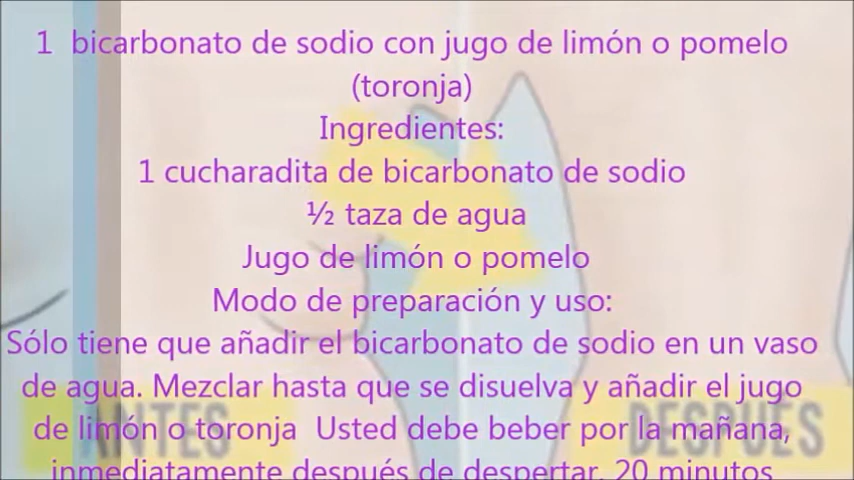 1 bicarbonato de sodio con jugo de limón o pomelo
(toronja)
Ingredientes:
1 cucharadita de bicarbonato de sodio
½ taza de agua
Jugo de limón o pomelo
Modo de preparación y uso:
Sólo tiene que añadir el bicarbonato de sodio en un vaso
de agua. Mezclar hasta que se disuelva y añadir el jugo
de limón o toronja Usted debe beber por la mañana,
inmediatamente después de despertar, 20 minutos
ANTES
DESPUÉS